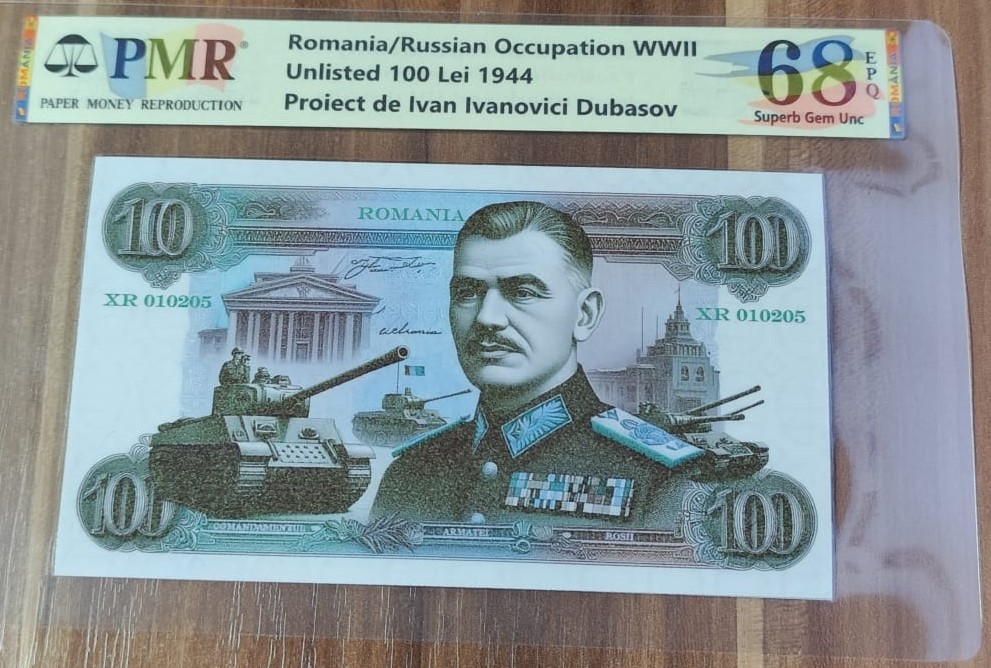 PMR
PAPER MONEY REPRODUCTION
Romania/Russian Occupation WWII
Unlisted 100 Lei 1944
Proiect de Ivan Ivanovici Dubasov
68
EPQ
Superb Gem Unc
ROMANIA
100
ROMANIA
100
XR 010205
XR 010205
100
COMANDAMENTUL
ARMATEI
ROSII
100